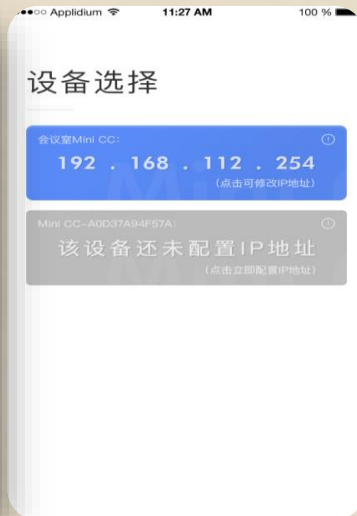 Applidium 11:27 AM 100 %
设备选择
会议室Mini CC:
192 . 168 . 112 . 254
(点击可修改IP地址)
Mini CC-A0D37A94F57A:
该设备还未配置IP地址
(点击立即配置IP地址)